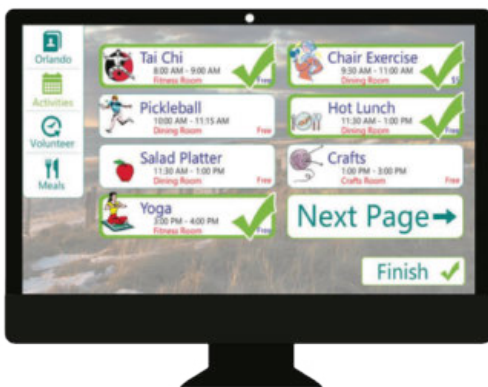 Orlando
Activities
Volunteer
Meals
Tai Chi
8:00 AM - 9:00 AM
Fitness Room
Free
Chair Exercise
9:30 AM - 11:00 AM
$5
Pickleball
10:00 AM - 11:15 AM
Dining Room
Free
Hot Lunch
11:30 AM - 1:00 PM
Dining Room
Free
Salad Platter
11:30 AM - 1:00 PM
Dining Room
Free
Crafts
1:00 PM - 3:00 PM
Crafts Room
Free
Yoga
3:00 PM - 4:00 PM
Fitness Room
Free
Next Page
Finish